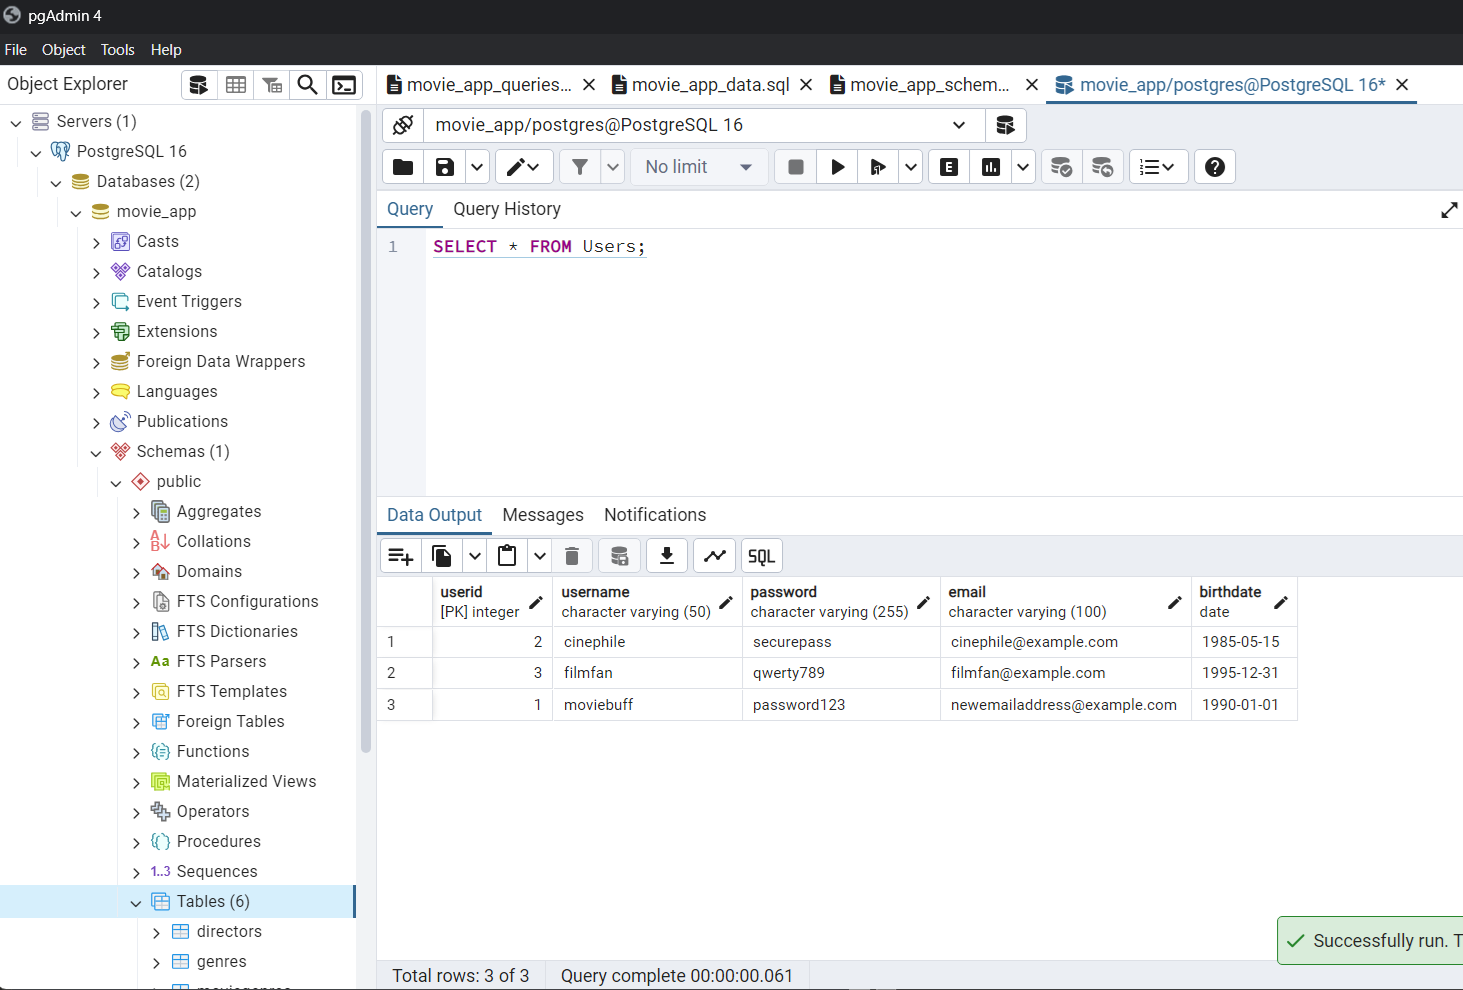 pgAdmin 4
File Object Tools Help
Object Explorer
movie_app_queries... movie_app_data.sql movie_app_schem... movie_app/postgres@PostgreSQL 16*
movie_app/postgres@PostgreSQL 16
No limit
E
Query Query History
1 SELECT * FROM Users;
Servers (1)
PostgreSQL 16
Databases (2)
movie_app
Casts
Catalogs
Event Triggers
Extensions
Foreign Data Wrappers
Languages
Publications
Schemas (1)
public
Aggregates
Collations
Domains
FTS Configurations
FTS Dictionaries
Aa FTS Parsers
FTS Templates
Foreign Tables
Functions
Materialized Views
Operators
Procedures
1..3 Sequences
Tables (6)
directors
genres
Data Output Messages Notifications
SQL
userid username password email birthdate
[PK] integer character varying (50) character varying (255) character varying (100) date
1 2 cinephile securepass cinephile@example.com 1985-05-15
2 3 filmfan qwerty789 filmfan@example.com 1995-12-31
3 1 moviebuff password123 newemailaddress@example.com 1990-01-01
Successfully run. T
Total rows: 3 of 3 Query complete 00:00:00.061